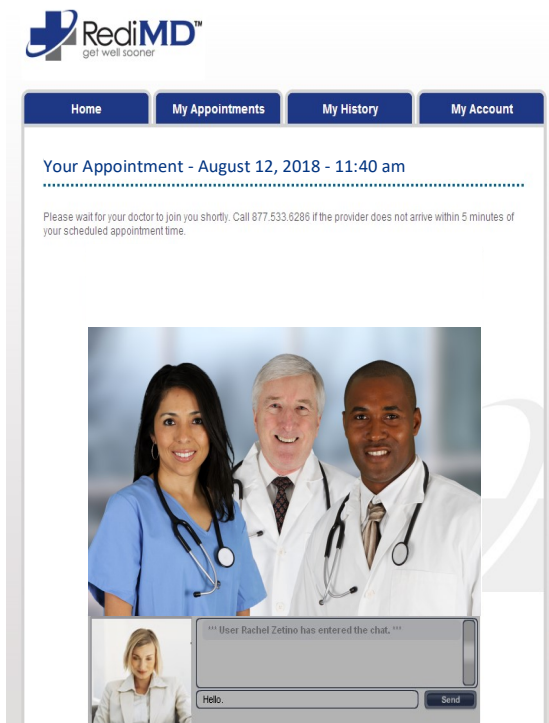 RediMD™
get well sooner
Home My Appointments My History My Account
Your Appointment - August 12, 2018 - 11:40 am
Please wait for your doctor to join you shortly. Call 877.533.6286 if the provider does not arrive within 5 minutes of
your scheduled appointment time.
*** User Rachel Zetino has entered the chat. ***
Hello.
Send